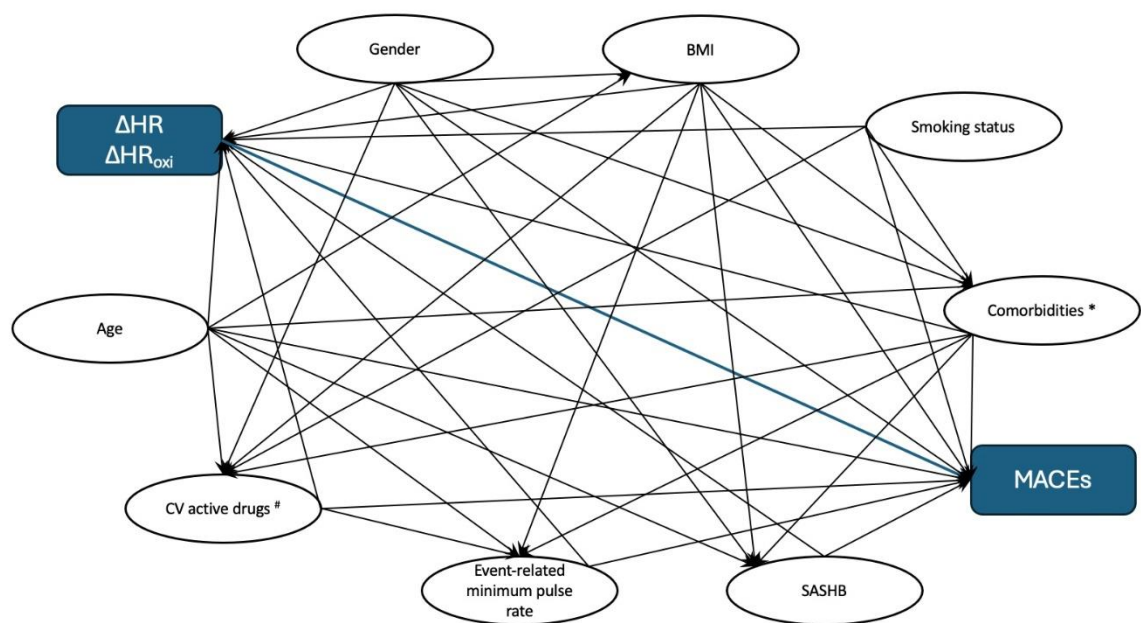 Gender
BMI
ΔHR
ΔHRoxi
Smoking status
Comorbidities *
Age
MACEs
CV active drugs #
Event-related
minimum pulse
rate
SASHB